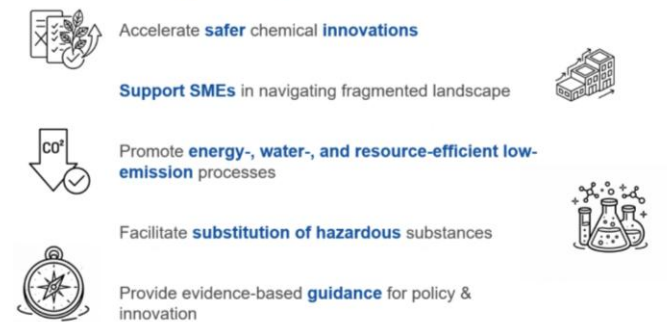 Accelerate safer chemical innovations
Support SMEs in navigating fragmented landscape
CO²
Promote energy-, water-, and resource-efficient low-
emission processes
Facilitate substitution of hazardous substances
Provide evidence-based guidance for policy &
innovation